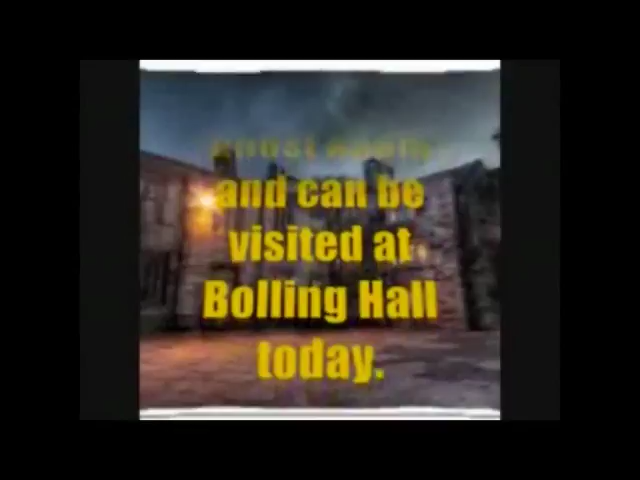 and can be
visited at
Bolling Hall
today.